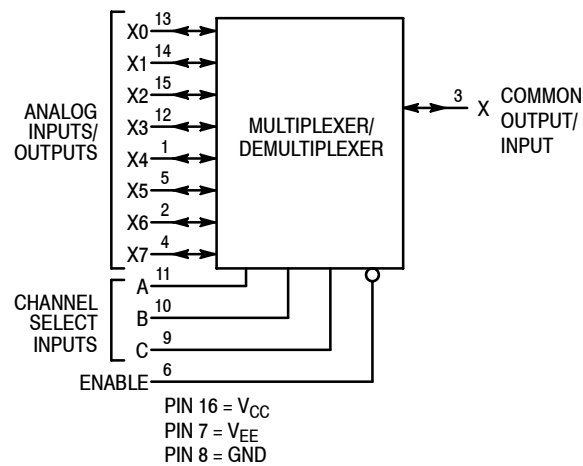 X0 13
X1 14
X2 15
X3 12
X4 1
X5 5
X6 2
X7 4
ANALOG
INPUTS/
OUTPUTS
MULTIPLEXER/
DEMULTIPLEXER
3 X
COMMON
OUTPUT/
INPUT
CHANNEL
SELECT
INPUTS
A 11
B 10
C 9
ENABLE 6
PIN 16 = VCC
PIN 7 = VEE
PIN 8 = GND